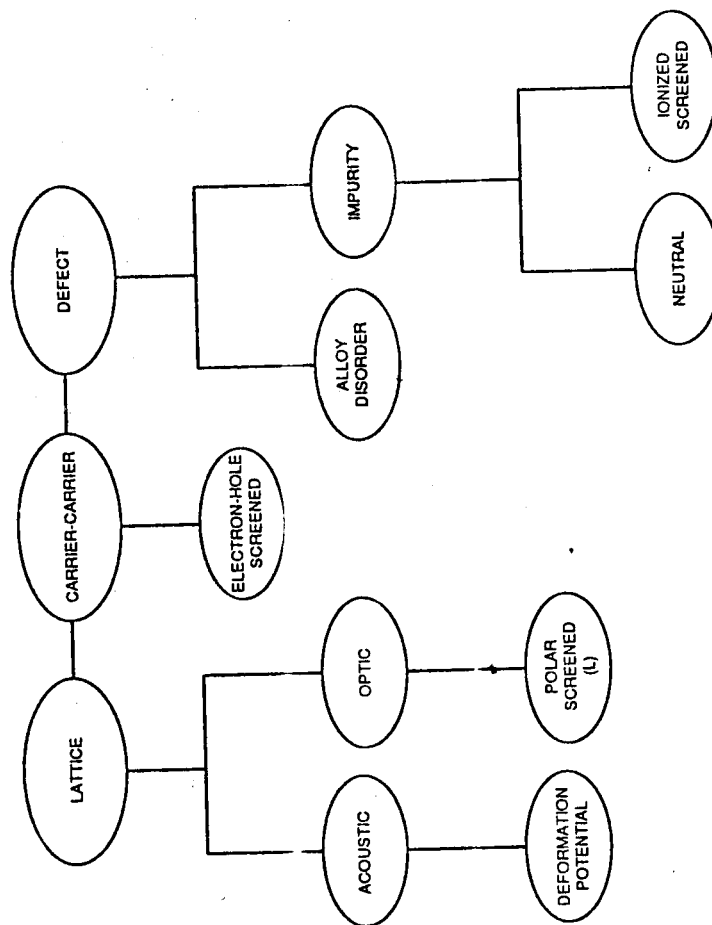 LATTICE
CARRIER-CARRIER
DEFECT
ACOUSTIC
OPTIC
ELECTRON-HOLE
SCREENED
ALLOY
DISORDER
IMPURITY
DEFORMATION
POTENTIAL
POLAR
SCREENED
(L)
NEUTRAL
IONIZED
SCREENED